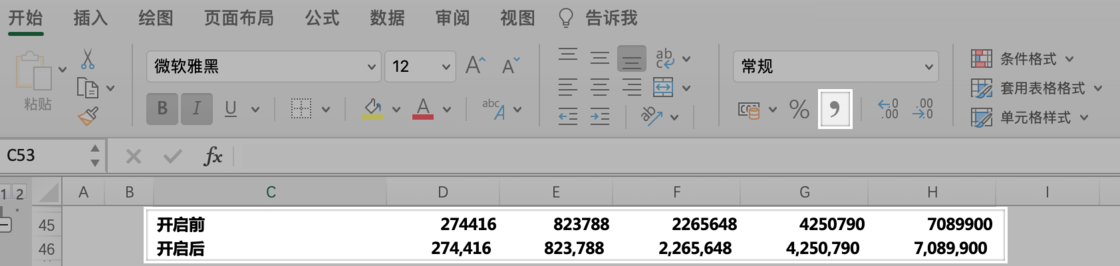 开始 插入 绘图 页面布局 公式 数据 审阅 视图 告诉我
粘贴
微软雅黑 12 A^ Aˇ
B I U A abc A
ab c
ab
常规
% , ←0 .00 .00 →0
条件格式
套用表格格式
单元格样式
C53 fx
1 2 A B C D E F G H I
45 开启前 274416 823788 2265648 4250790 7089900
46 开启后 274,416 823,788 2,265,648 4,250,790 7,089,900